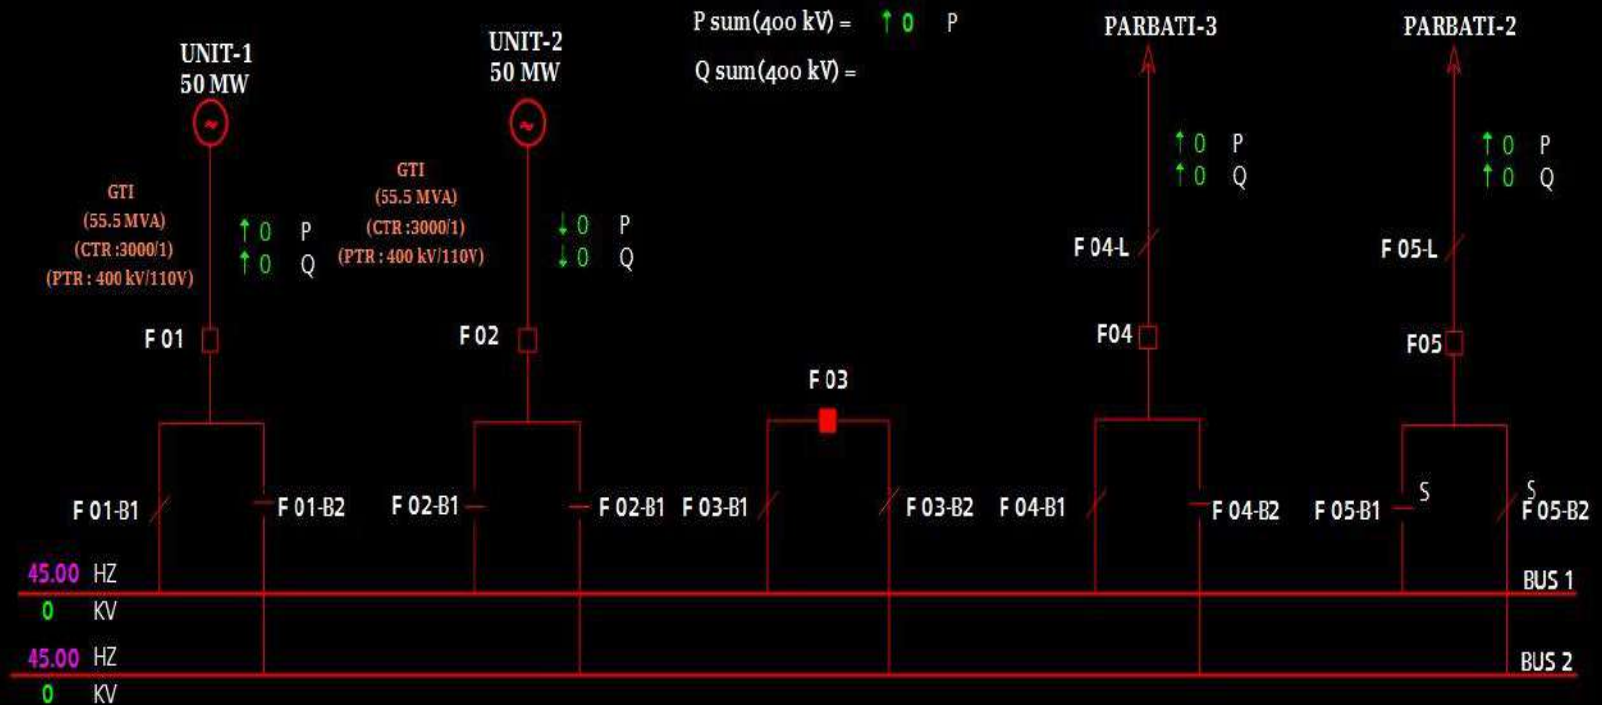 P sum(400 kV) = ↑ 0 P
Q sum(400 kV) =
UNIT-1
50 MW
UNIT-2
50 MW
PARBATI-3
PARBATI-2
GTI
(55.5 MVA)
(CTR :3000/1)
(PTR : 400 kV/110V)
↑ 0 P
↑ 0 Q
GTI
(55.5 MVA)
(CTR :3000/1)
(PTR : 400 kV/110V)
↓ 0 P
↓ 0 Q
↑ 0 P
↑ 0 Q
↑ 0 P
↑ 0 Q
F 04-L
F 05-L
F 01
F 02
F 03
F04
F05
F 01-B1
F 01-B2
F 02-B1
F 02-B1
F 03-B1
F 03-B2
F 04-B1
F 04-B2
F 05-B1
S
S
F 05-B2
45.00 HZ
0 KV
BUS 1
45.00 HZ
0 KV
BUS 2